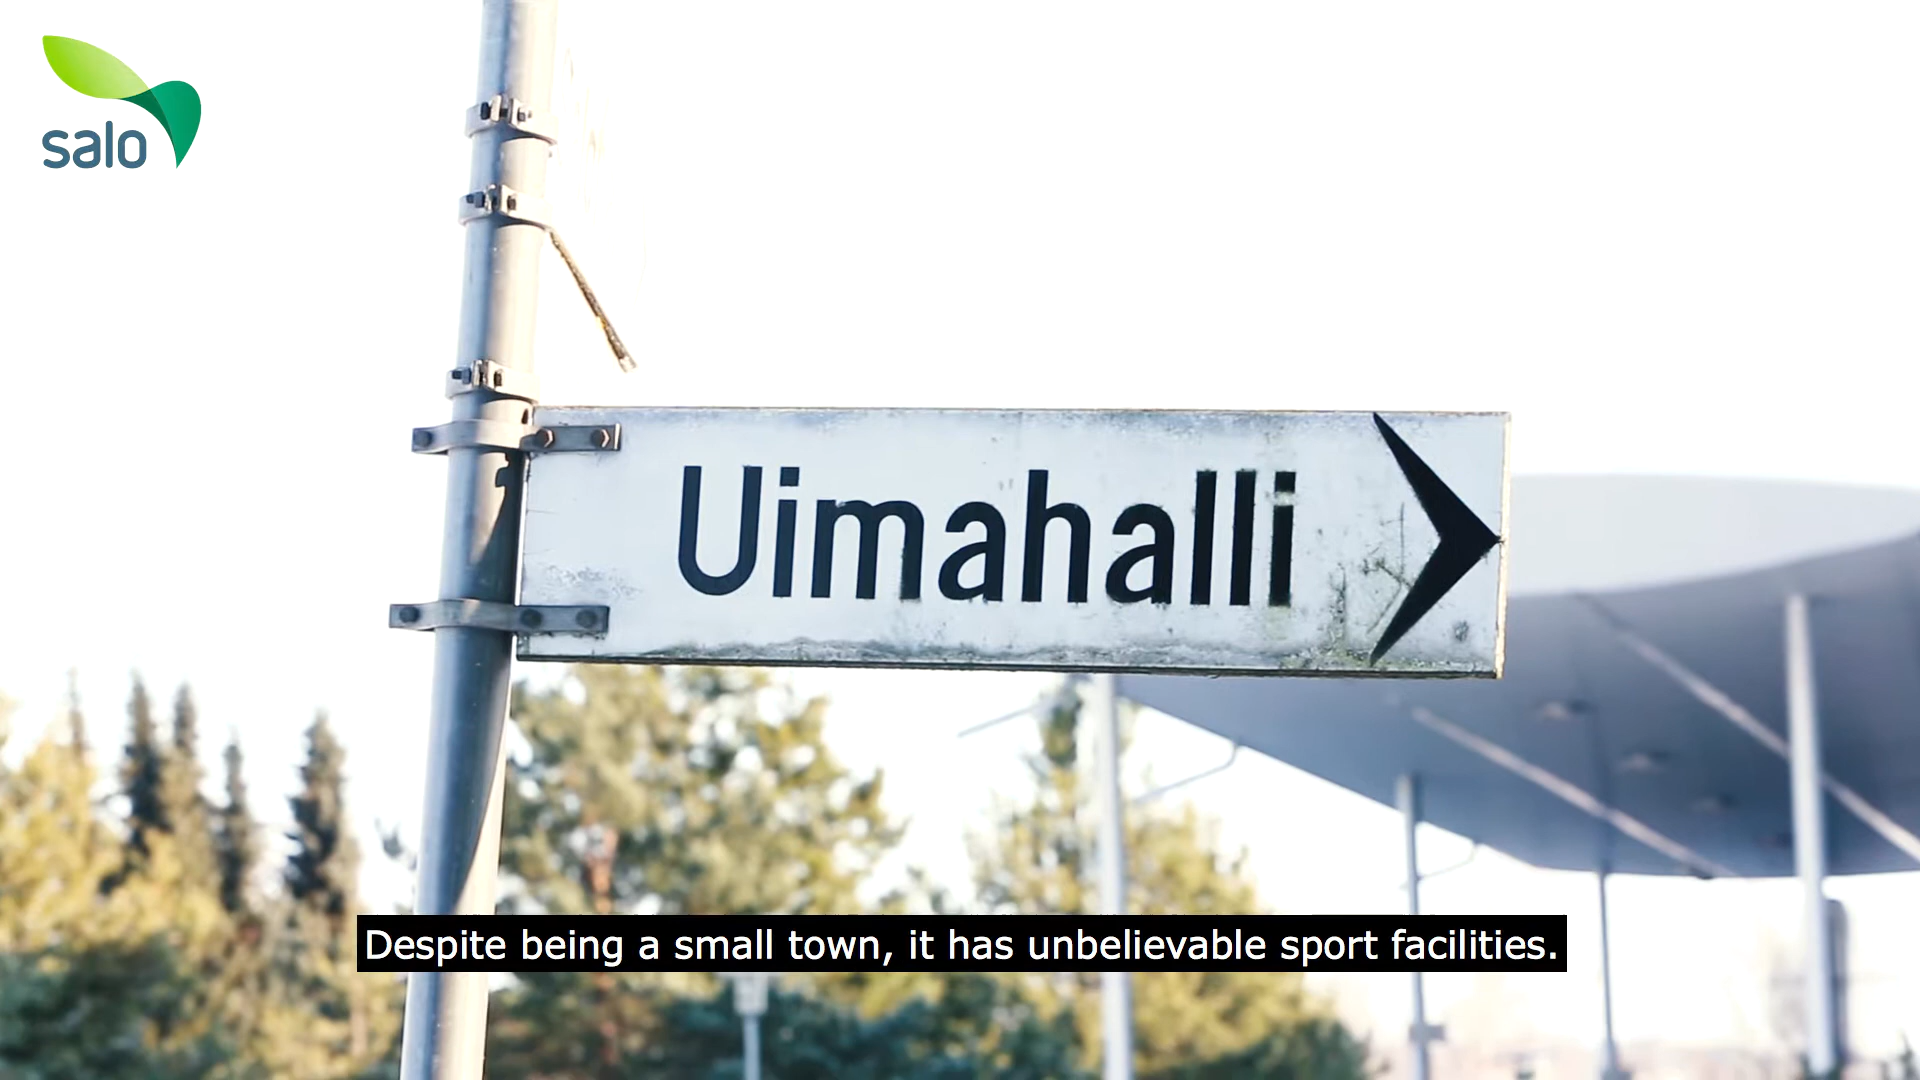 salo
Uimahalli
Despite being a small town, it has unbelievable sport facilities.